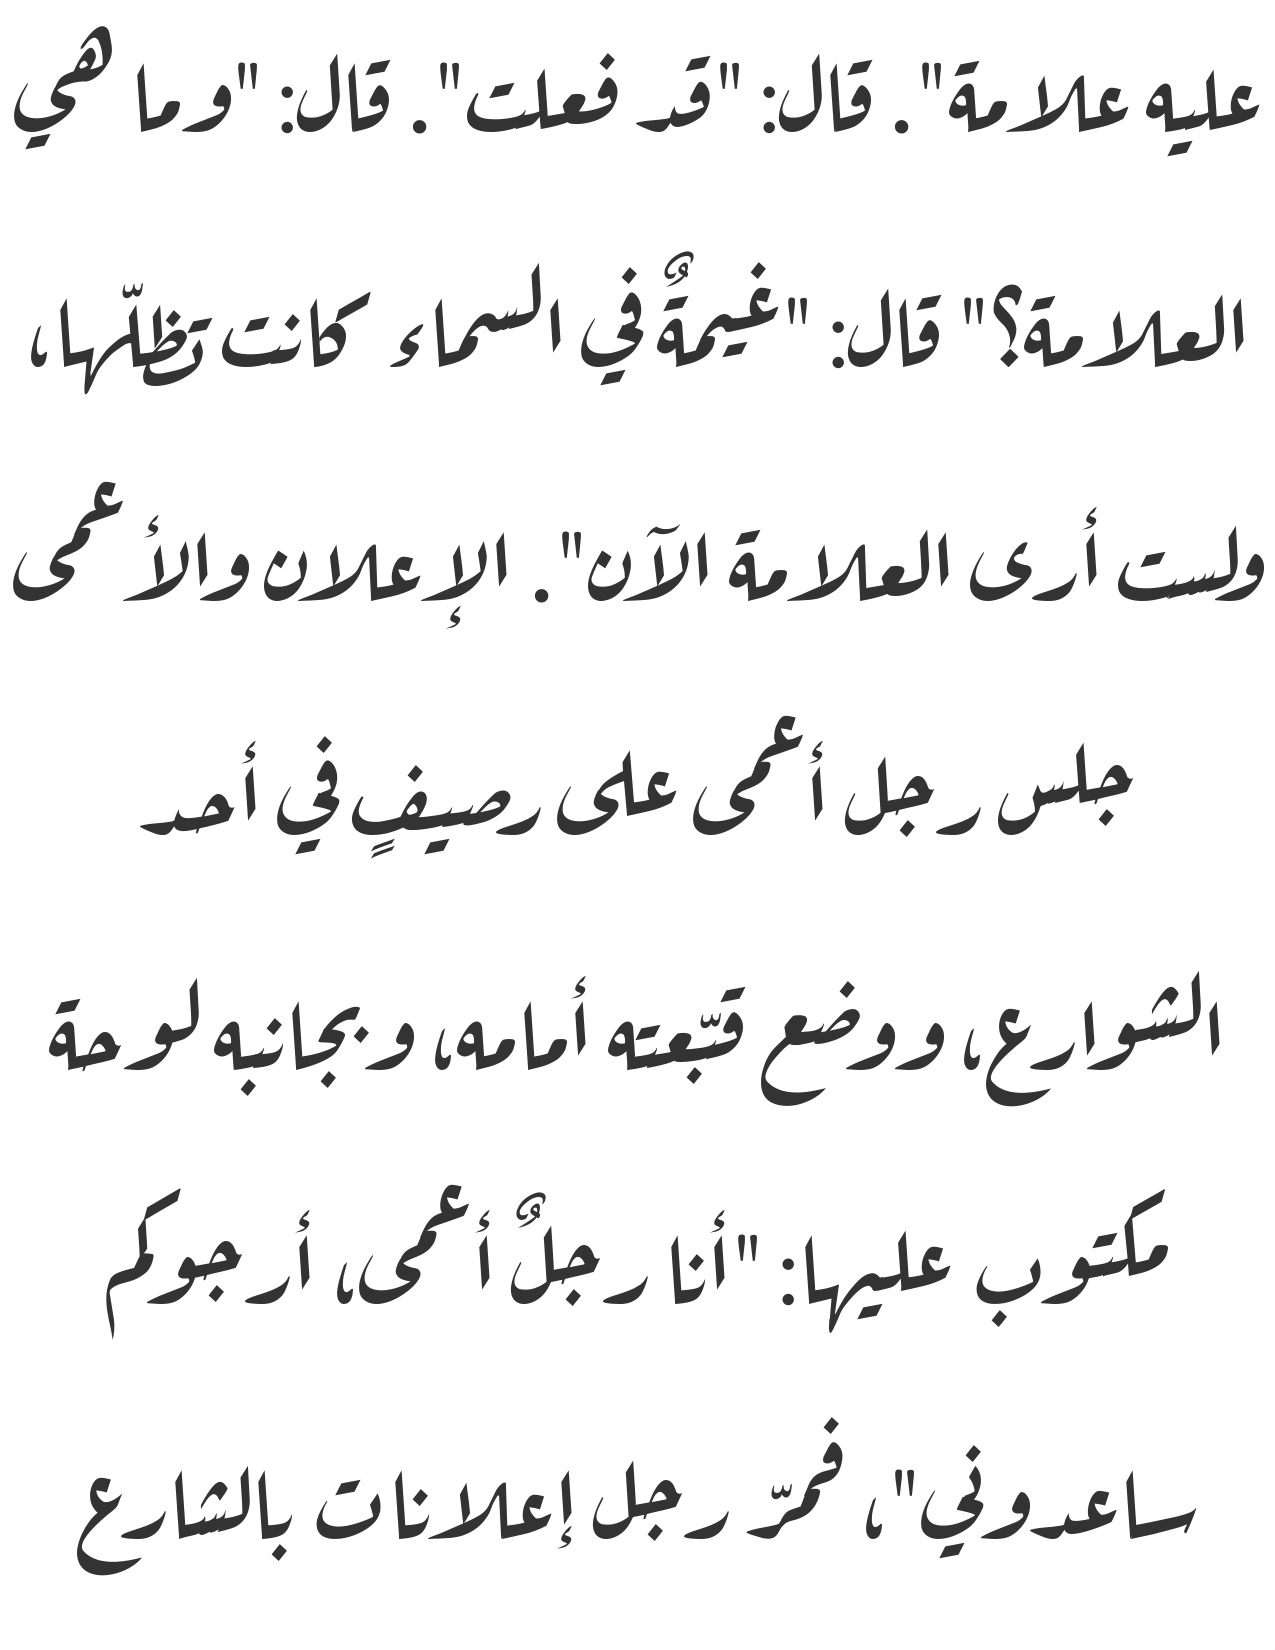 عليه علامة". قال: "قد فعلت". قال: "وما هي
العلامة؟" قال: "غيمةٌ في السماء كانت تظلّها،
ولست أرى العلامة الآن". الإعلان والأعمى
جلس رجل أعمى على رصيفٍ في أحد
الشوارع، ووضع قبّعته أمامه، وبجانبه لوحة
مكتوب عليها: "أنا رجلٌ أعمى، أرجوكم
ساعدوني"، فمرّ رجل إعلانات بالشارع